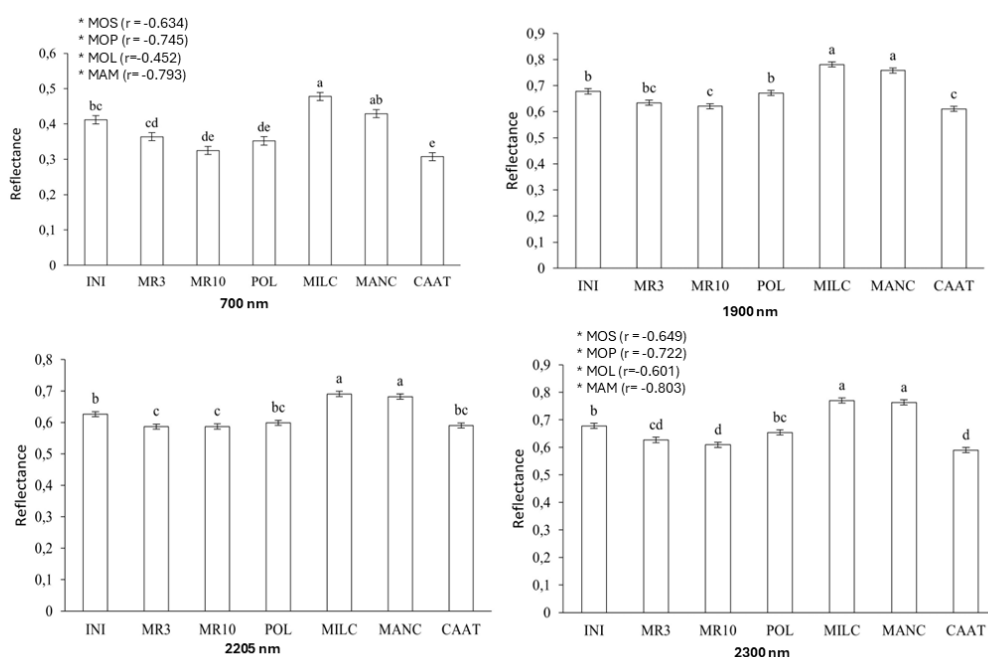 * MOS (r = -0.634)
* MOP (r = -0.745)
* MOL (r=-0.452)
* MAM (r= -0.793)
Reflectance
0,6
0,5
0,4
0,3
0,2
0,1
0
bc cd de de a ab e
INI MR3 MR10 POL MILC MANC CAAT
700 nm
Reflectance
0,9
0,8
0,7
0,6
0,5
0,4
0,3
0,2
0,1
0
b bc c b a a c
INI MR3 MR10 POL MILC MANC CAAT
1900 nm
Reflectance
0,8
0,7
0,6
0,5
0,4
0,3
0,2
0,1
0
b c c bc a a bc
INI MR3 MR10 POL MILC MANC CAAT
2205 nm
* MOS (r = -0.649)
* MOP (r = -0.722)
* MOL (r=-0.601)
* MAM (r= -0.803)
Reflectance
0,9
0,8
0,7
0,6
0,5
0,4
0,3
0,2
0,1
0
b cd d bc a a d
INI MR3 MR10 POL MILC MANC CAAT
2300 nm